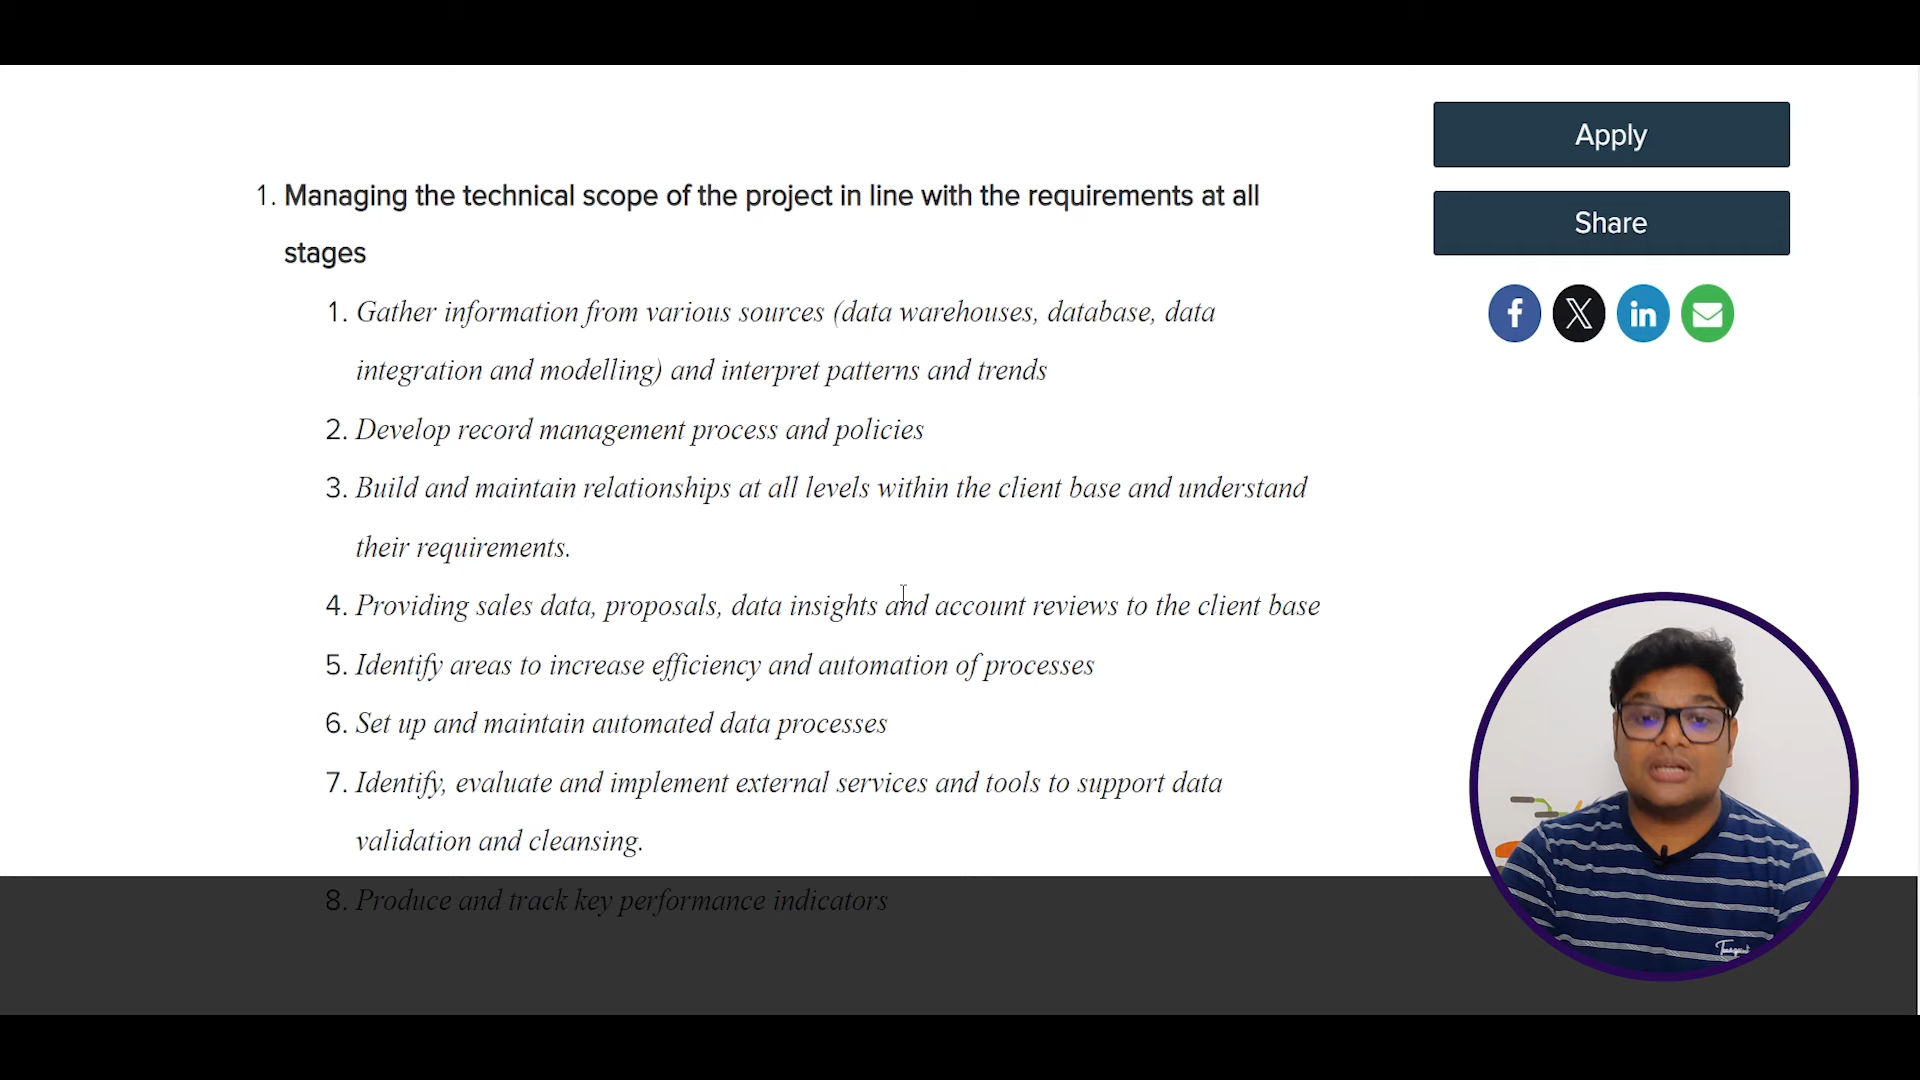 Apply
1. Managing the technical scope of the project in line with the requirements at all
stages
Share
1. Gather information from various sources (data warehouses, database, data
integration and modelling) and interpret patterns and trends
2. Develop record management process and policies
3. Build and maintain relationships at all levels within the client base and understand
their requirements.
4. Providing sales data, proposals, data insights and account reviews to the client base
5. Identify areas to increase efficiency and automation of processes
6. Set up and maintain automated data processes
7. Identify, evaluate and implement external services and tools to support data
validation and cleansing.
8. Produce and track key performance indicators